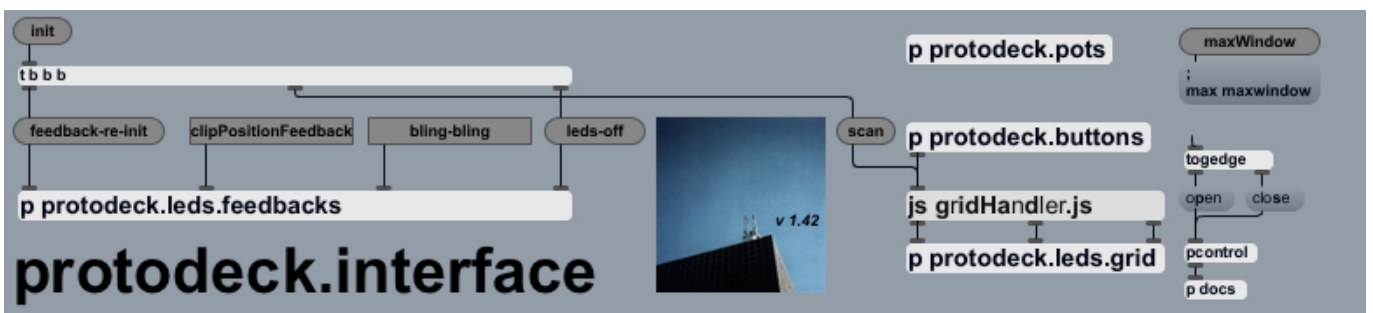 init
t b b b
feedback-re-init
clipPositionFeedback
bling-bling
leds-off
p protodeck.leds.feedbacks
protodeck.interface
v 1.42
scan
p protodeck.pots
p protodeck.buttons
js gridHandler.js
p protodeck.leds.grid
maxWindow
;
max maxwindow
togedge
open
close
pcontrol
p docs